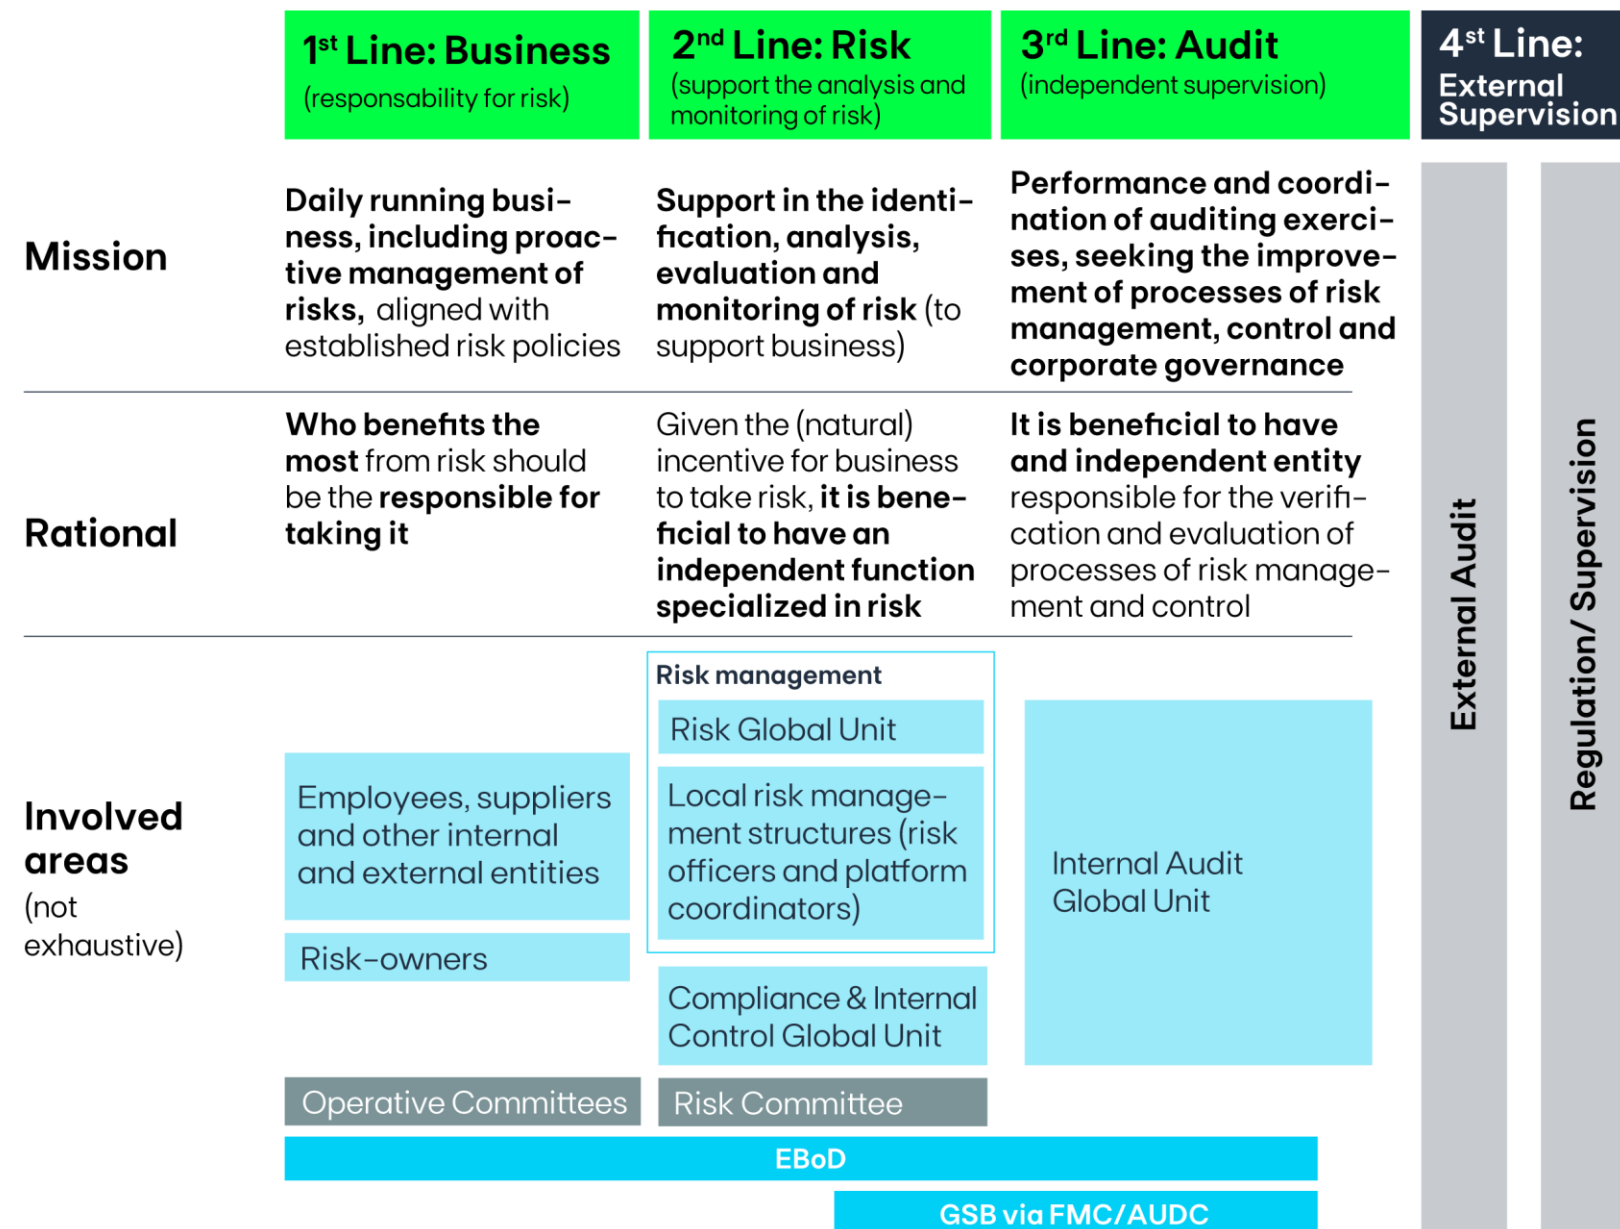 1st Line: Business
(responsability for risk)
2nd Line: Risk
(support the analysis and
monitoring of risk)
3rd Line: Audit
(independent supervision)
4st Line:
External
Supervision
Mission
Daily running busi-
ness, including proac-
tive management of
risks, aligned with
established risk policies
Support in the identi-
fication, analysis,
evaluation and
monitoring of risk (to
support business)
Performance and coordi-
nation of auditing exerci-
ses, seeking the improve-
ment of processes of risk
management, control and
corporate governance
Rational
Who benefits the
most from risk should
be the responsible for
taking it
Given the (natural)
incentive for business
to take risk, it is bene-
ficial to have an
independent function
specialized in risk
It is beneficial to have
and independent entity
responsible for the verifi-
cation and evaluation of
processes of risk manage-
ment and control
Involved
areas
(not
exhaustive)
Employees, suppliers
and other internal
and external entities
Risk-owners
Risk management
Risk Global Unit
Local risk manage-
ment structures (risk
officers and platform
coordinators)
Compliance & Internal
Control Global Unit
Internal Audit
Global Unit
Operative Committees
Risk Committee
EBoD
GSB via FMC/AUDC
External Audit
Regulation/ Supervision